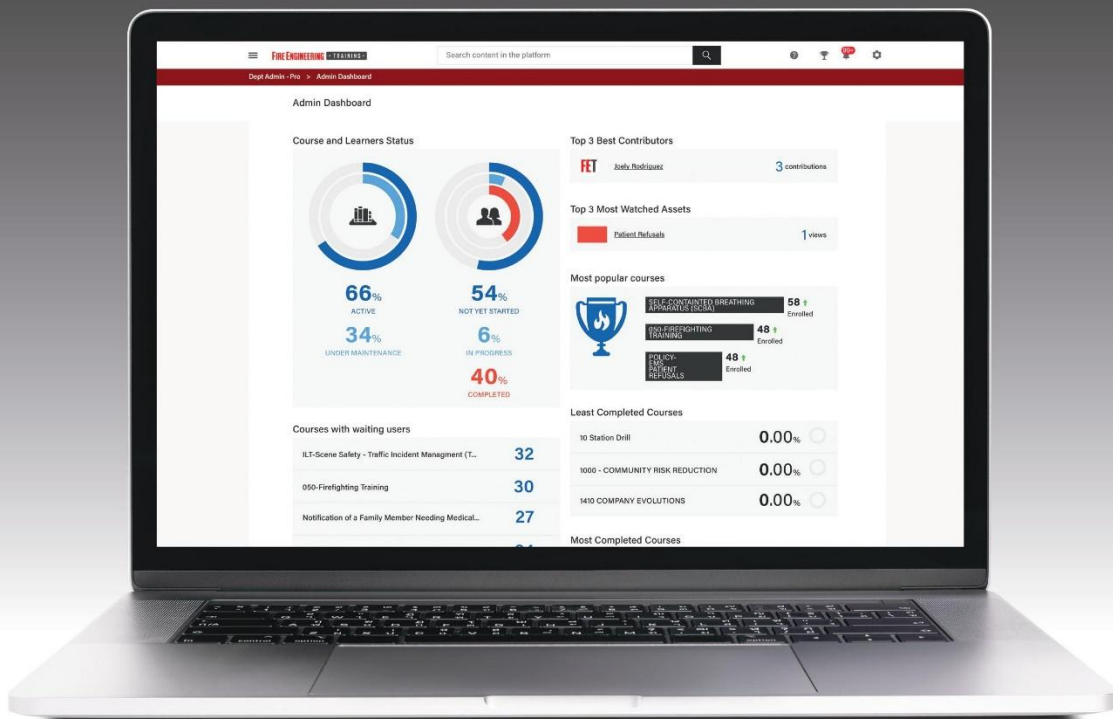 FIRE ENGINEERING • TRAINING •
Search content in the platform
99+
Dept Admin - Pro > Admin Dashboard
Admin Dashboard
Course and Learners Status
66%
ACTIVE
34%
UNDER MAINTENANCE
54%
NOT YET STARTED
6%
IN PROGRESS
40%
COMPLETED
Courses with waiting users
ILT-Scene Safety - Traffic Incident Managment (T...
32
050-Firefighting Training
30
Notification of a Family Member Needing Medical...
27
Top 3 Best Contributors
FET
Joely Rodriguez
3 contributions
Top 3 Most Watched Assets
Patient Refusals
1 views
Most popular courses
SELF-CONTAINTED BREATHING
APPARATUS (SCBA)
58
Enrolled
050-FIREFIGHTING
TRAINING
48
Enrolled
POLICY-
EMS
PATIENT
REFUSALS
48
Enrolled
Least Completed Courses
10 Station Drill
0.00%
1000 - COMMUNITY RISK REDUCTION
0.00%
1410 COMPANY EVOLUTIONS
0.00%
Most Completed Courses
fn
control
option
option